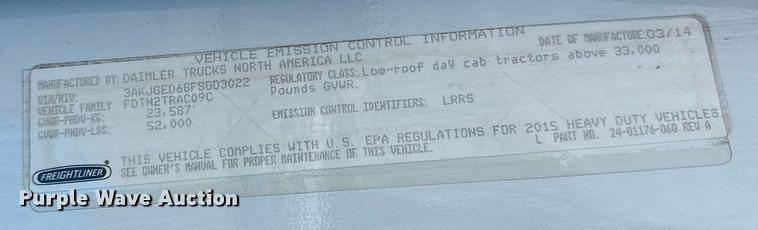 VEHICLE EMISSION CONTROL INFORMATION
DATE OF MANUFACTURE: 03/14
MANUFACTURED BY: DAIMLER TRUCKS NORTH AMERICA LLC
VIN/NIV: 3AKJGED68FSGD3022
REGULATORY CLASS: Low-roof day cab tractors above 33,000
Pounds GVWR.
VEHICLE FAMILY FDTN2TRAC09C
GVWR-PNBV-KG: 23,587
EMISSION CONTROL IDENTIFIERS: LRRS
GVWR-PNBV-LBS: 52,000
THIS VEHICLE COMPLIES WITH U.S. EPA REGULATIONS FOR 2015 HEAVY DUTY VEHICLES
SEE OWNER'S MANUAL FOR PROPER MAINTENANCE OF THIS VEHICLE.
L PART NO. 24-01176-060 REV A
FREIGHTLINER
Purple Wave Auction